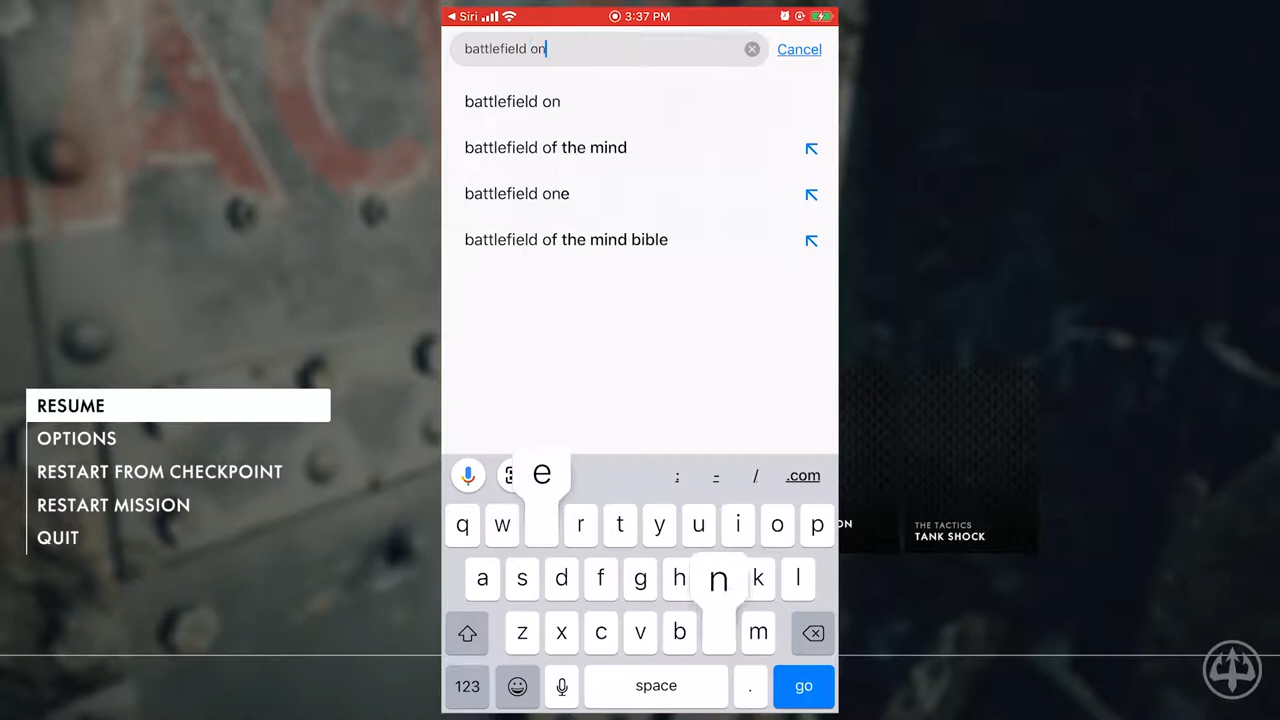 Siri 3:37 PM
battlefield on Cancel
battlefield on
battlefield of the mind
battlefield one
battlefield of the mind bible
RESUME
OPTIONS
RESTART FROM CHECKPOINT
RESTART MISSION
QUIT
e : - / .com
q w r t y u i o p
ON
THE TACTICS
TANK SHOCK
a s d f g h n k l
z x c v b m
123 space . go